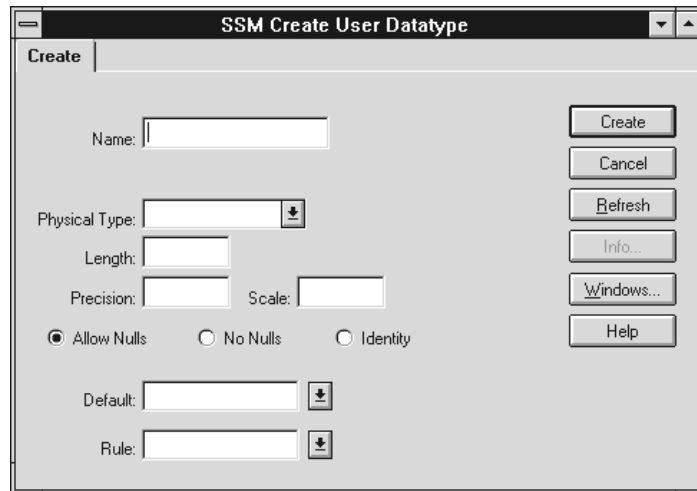 SSM Create User Datatype
Create
Name:
Create
Cancel
Physical Type:
Refresh
Length:
Info...
Precision:
Scale:
Windows...
Allow Nulls
No Nulls
Identity
Help
Default:
Rule: